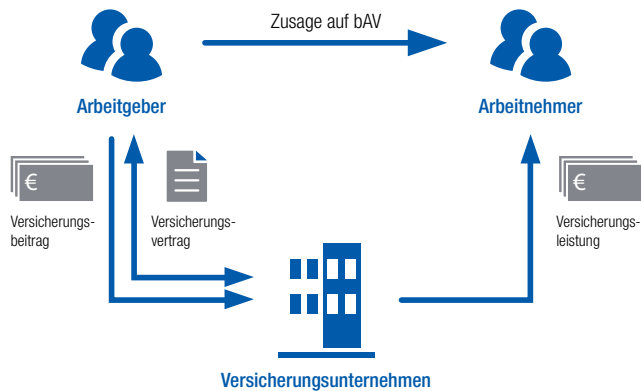 Zusage auf bAV
Arbeitgeber
Arbeitnehmer
€
Versicherungs-
beitrag
Versicherungs-
vertrag
€
Versicherungs-
leistung
Versicherungsunternehmen